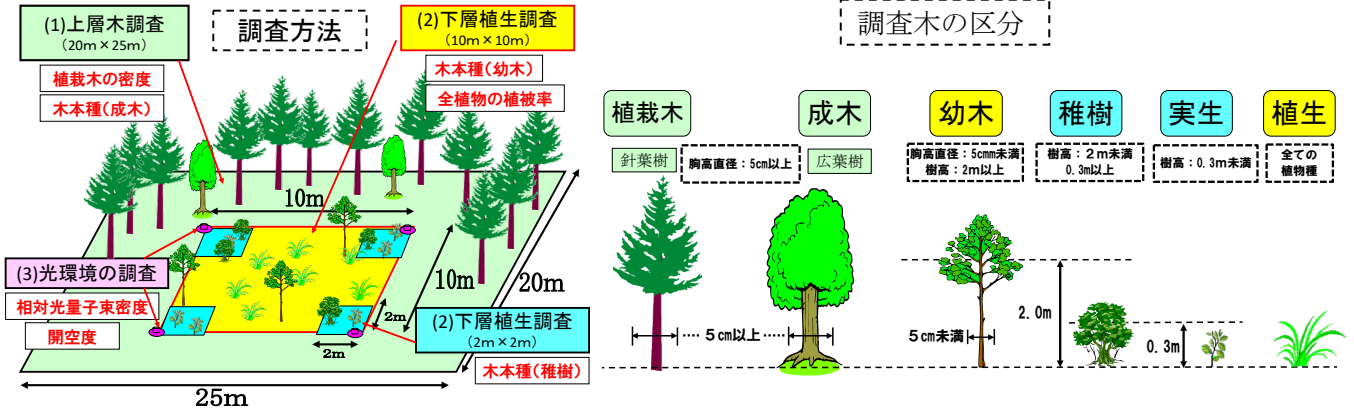 調査方法
(1)上層木調査
(20m×25m)
植栽木の密度
木本種(成木)
(2)下層植生調査
(10m×10m)
木本種(幼木)
全植物の植被率
10m
10m
20m
(3)光環境の調査
相対光量子束密度
開空度
2m
2m
(2)下層植生調査
(2m×2m)
木本種(稚樹)
25m
調査木の区分
植栽木
成木
幼木
稚樹
実生
植生
針葉樹
胸高直径：5cm以上
広葉樹
胸高直径：5cmm未満
樹高：2m以上
樹高：２m未満
0.3m以上
樹高：0.3m未満
全ての
植物種
5cm以上
5cm未満
2.0m
0.3m